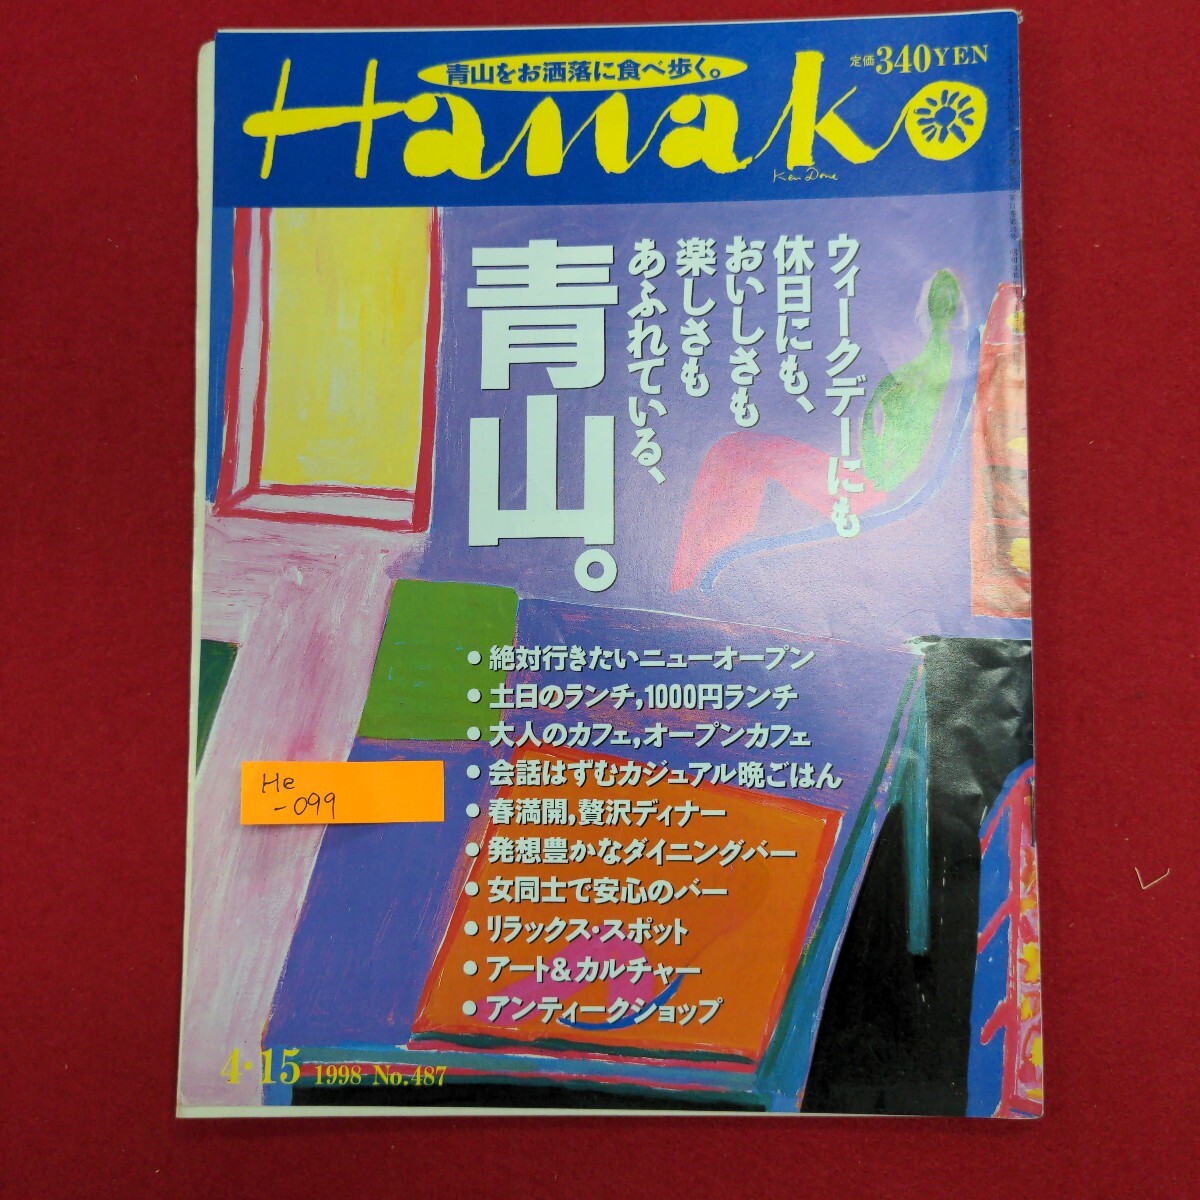 青山をお洒落に食べ歩く。
定価340YEN
Hanako
Ken Done
ウィークデーにも
休日にも、
おいしさも
楽しさも
あふれている、
青山。
• 絶対行きたいニューオープン
• 土日のランチ,1000円ランチ
• 大人のカフェ,オープンカフェ
• 会話はずむカジュアル晩ごはん
• 春満開,贅沢ディナー
• 発想豊かなダイニングバー
• 女同士で安心のバー
• リラックス・スポット
• アート&カルチャー
• アンティークショップ
He
-099
4・15 1998 No.487